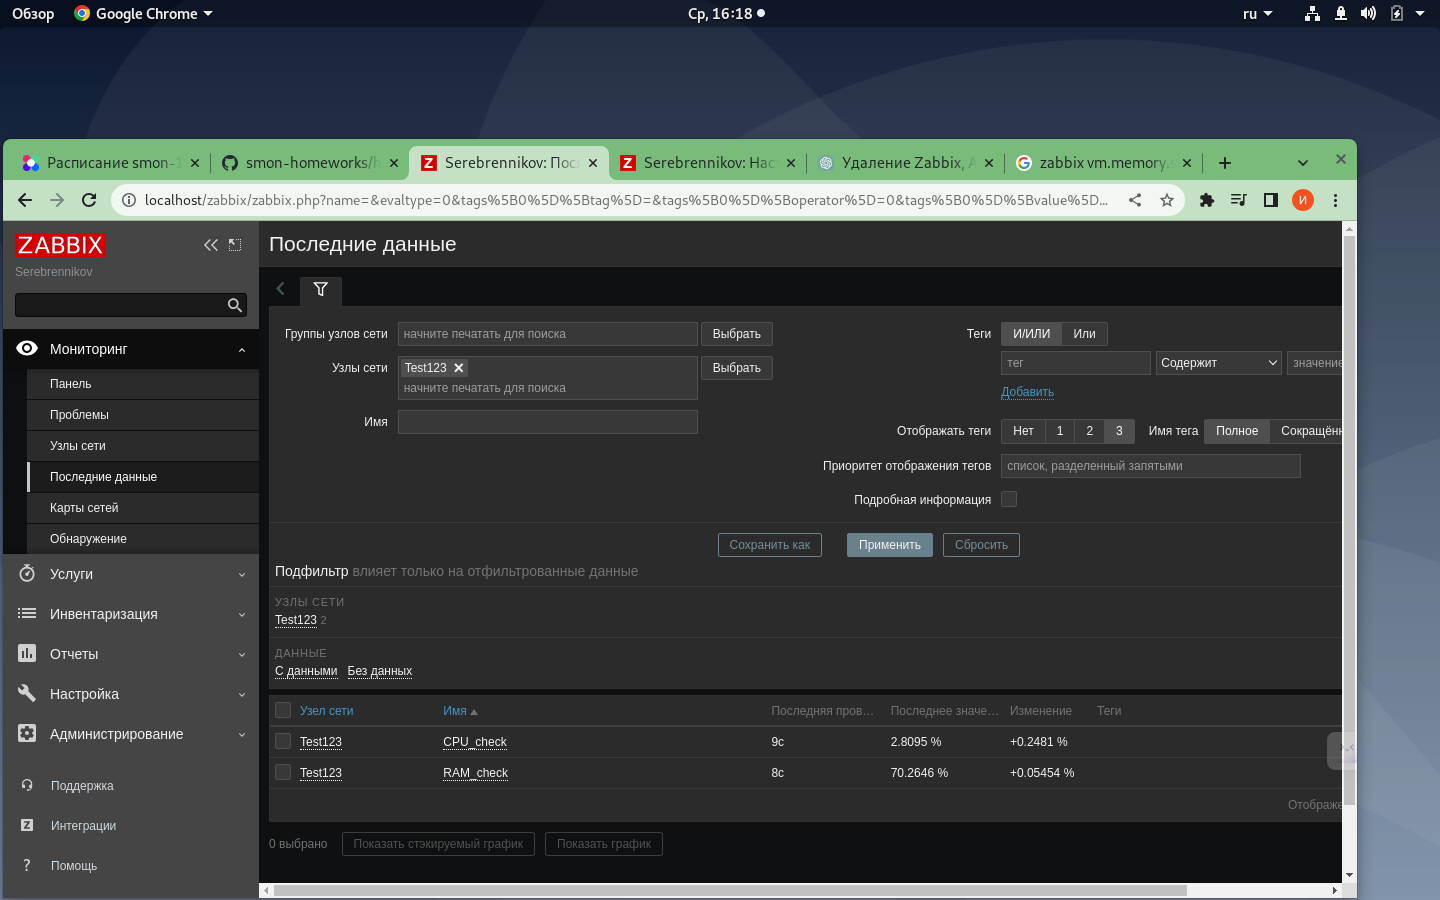 Обзор Google Chrome Ср, 16:18 ru
Расписание smon-1 smon-homeworks/h Serebrennikov: Посл Serebrennikov: Нас Удаление Zabbix, A zabbix vm.memory.s
localhost/zabbix/zabbix.php?name=&evaltype=0&tags%5B0%5D%5Btag%5D=&tags%5B0%5D%5Boperator%5D=0&tags%5B0%5D%5Bvalue%5D... И
ZABBIX
Serebrennikov
Мониторинг
Панель
Проблемы
Узлы сети
Последние данные
Карты сетей
Обнаружение
Услуги
Инвентаризация
Отчеты
Настройка
Администрирование
Поддержка
Z Интеграции
? Помощь
Последние данные
Группы узлов сети начните печатать для поиска Выбрать
Узлы сети Test123 Выбрать
начните печатать для поиска
Имя
Теги И/ИЛИ Или
тег Содержит значение
Добавить
Отображать теги Нет 1 2 3 Имя тега Полное Сокращённ
Приоритет отображения тегов список, разделенный запятыми
Подробная информация
Сохранить как Применить Сбросить
Подфильтр влияет только на отфильтрованные данные
УЗЛЫ СЕТИ
Test123 2
ДАННЫЕ
С данными Без данных
Узел сети Имя Последняя пров… Последнее значе… Изменение Теги
Test123 CPU_check 9с 2.8095 % +0.2481 %
Test123 RAM_check 8с 70.2646 % +0.05454 %
Отображе
0 выбрано Показать стэкируемый график Показать график